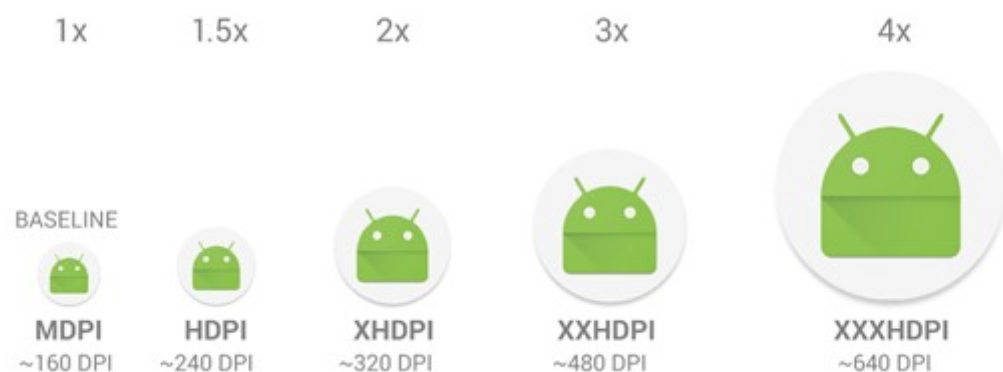 1x 1.5x 2x 3x 4x
BASELINE
MDPI HDPI XHDPI XXHDPI XXXHDPI
~160 DPI ~240 DPI ~320 DPI ~480 DPI ~640 DPI